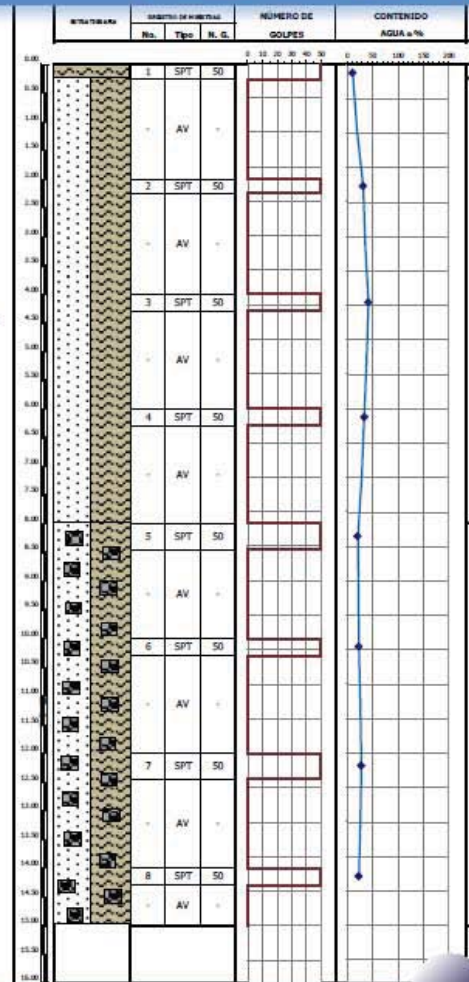 ESTRATIGRAFIA
REGISTRO DE MUESTRAS
NÚMERO DE GOLPES
CONTENIDO AGUA %
No. Tipo N. G.
0 10 20 30 40 50
0 50 100 150 200
0.00
1 SPT 50
0.50
1.00
- AV -
1.50
2.00
2 SPT 50
2.50
3.00
- AV -
3.50
4.00
3 SPT 50
4.50
5.00
- AV -
5.50
6.00
4 SPT 50
6.50
7.00
- AV -
7.50
8.00
5 SPT 50
8.50
9.00
- AV -
9.50
10.00
6 SPT 50
10.50
11.00
- AV -
11.50
12.00
7 SPT 50
12.50
13.00
- AV -
13.50
14.00
8 SPT 50
14.50
- AV -
15.00
15.50
16.00